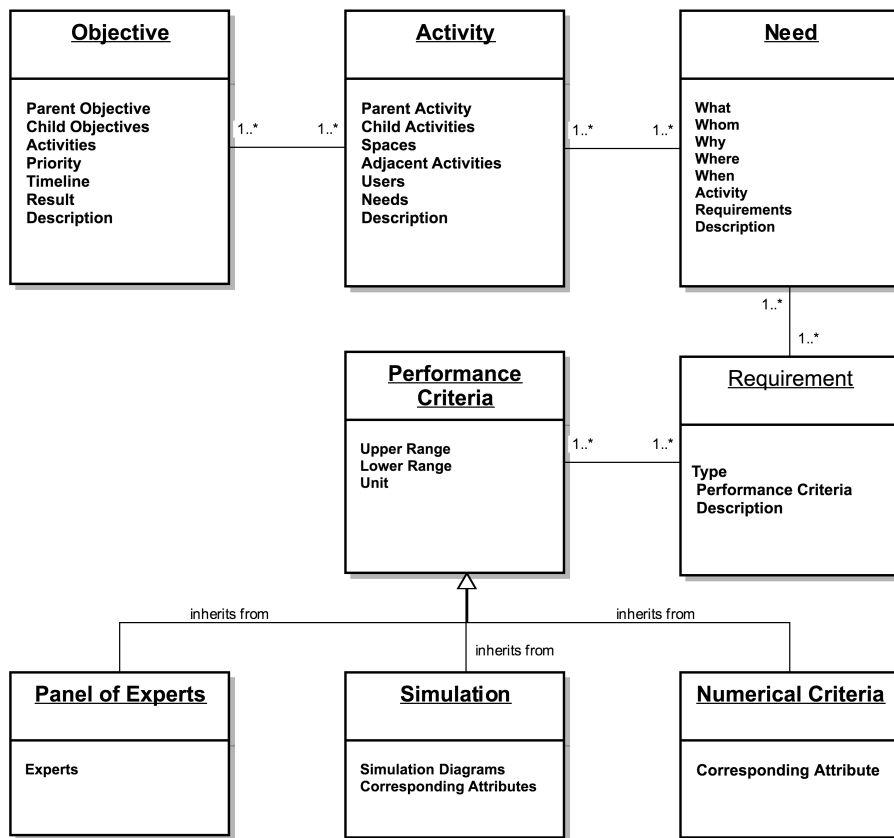 Objective
Parent Objective
Child Objectives
Activities
Priority
Timeline
Result
Description
1..*
1..*
Activity
Parent Activity
Child Activities
Spaces
Adjacent Activities
Users
Needs
Description
1..*
1..*
Need
What
Whom
Why
Where
When
Activity
Requirements
Description
1..*
1..*
Performance
Criteria
Upper Range
Lower Range
Unit
1..*
1..*
Requirement
Type
Performance Criteria
Description
inherits from
inherits from
inherits from
Panel of Experts
Experts
Simulation
Simulation Diagrams
Corresponding Attributes
Numerical Criteria
Corresponding Attribute